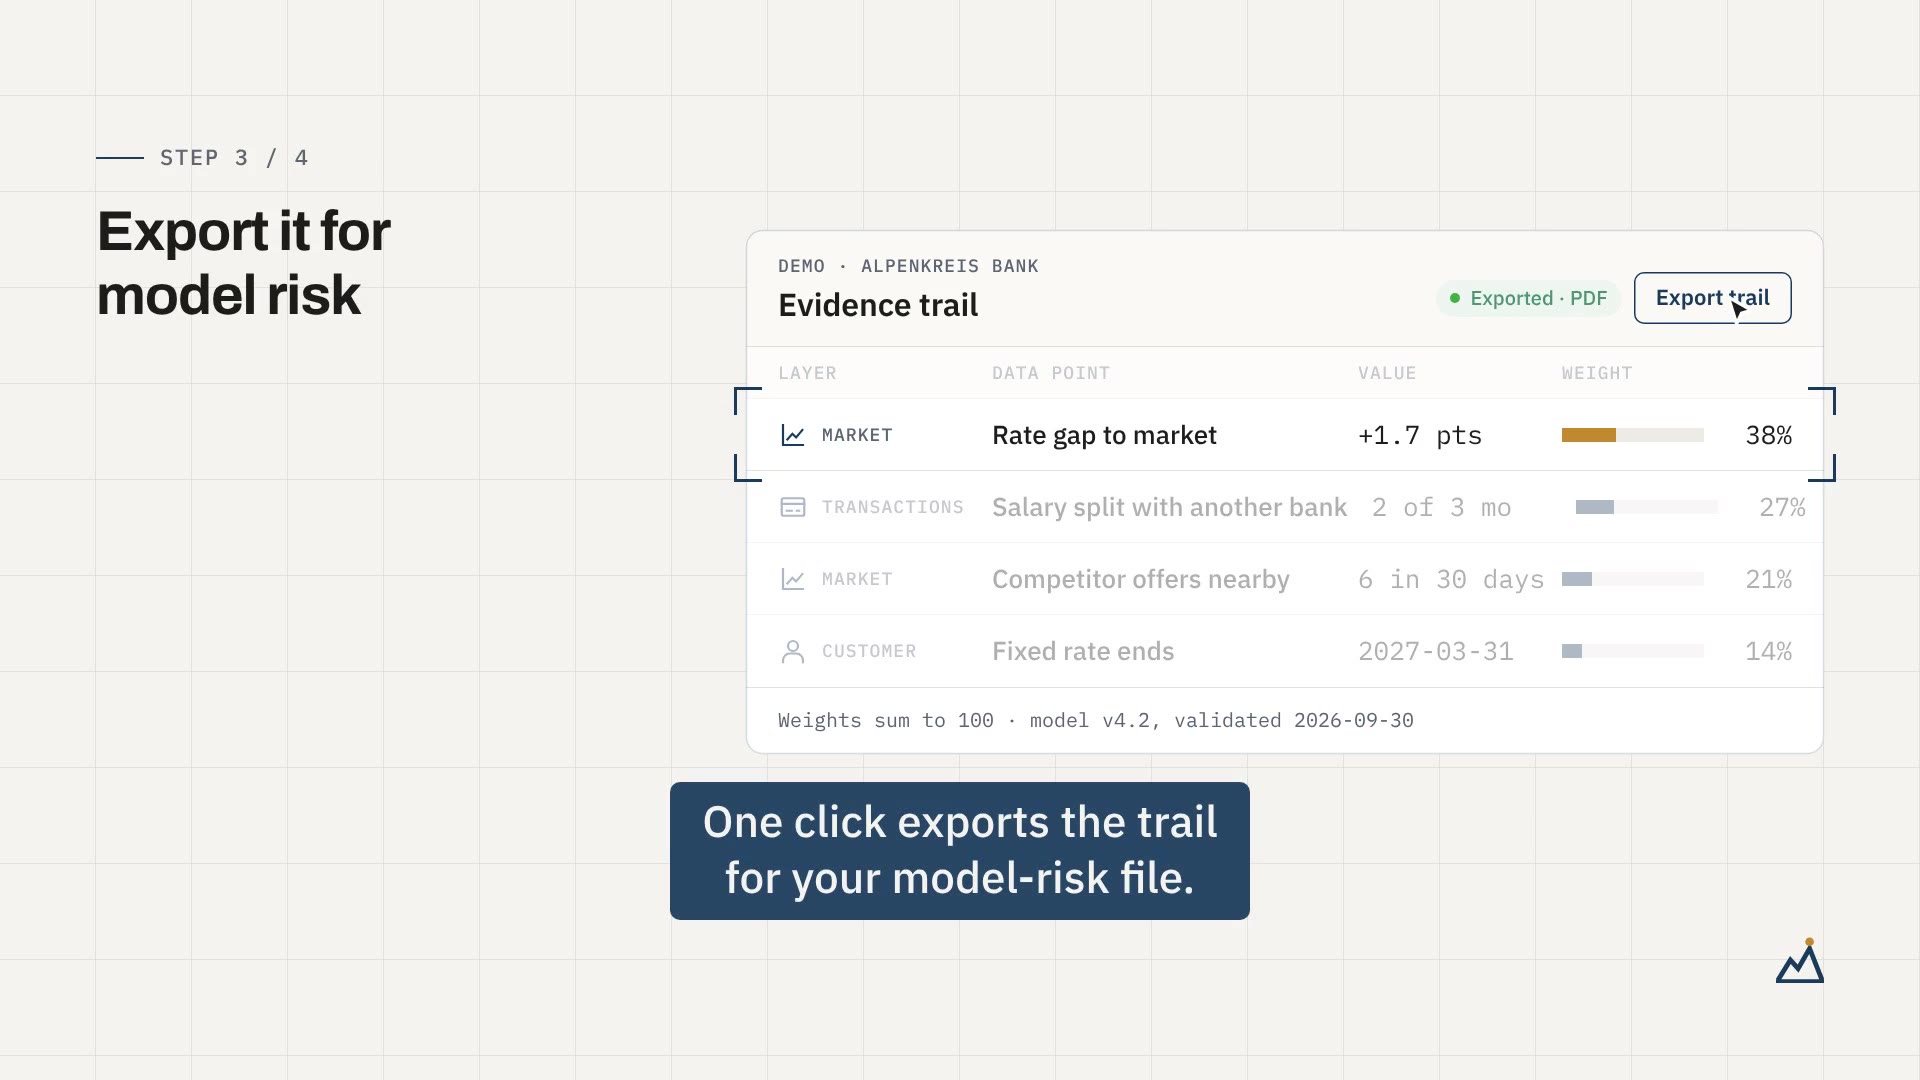 STEP 3 / 4
Export it for
model risk
DEMO · ALPENKREIS BANK
Evidence trail
Exported · PDF
Export trail
LAYER DATA POINT VALUE WEIGHT
MARKET Rate gap to market +1.7 pts 38%
TRANSACTIONS Salary split with another bank 2 of 3 mo 27%
MARKET Competitor offers nearby 6 in 30 days 21%
CUSTOMER Fixed rate ends 2027-03-31 14%
Weights sum to 100 · model v4.2, validated 2026-09-30
One click exports the trail
for your model-risk file.